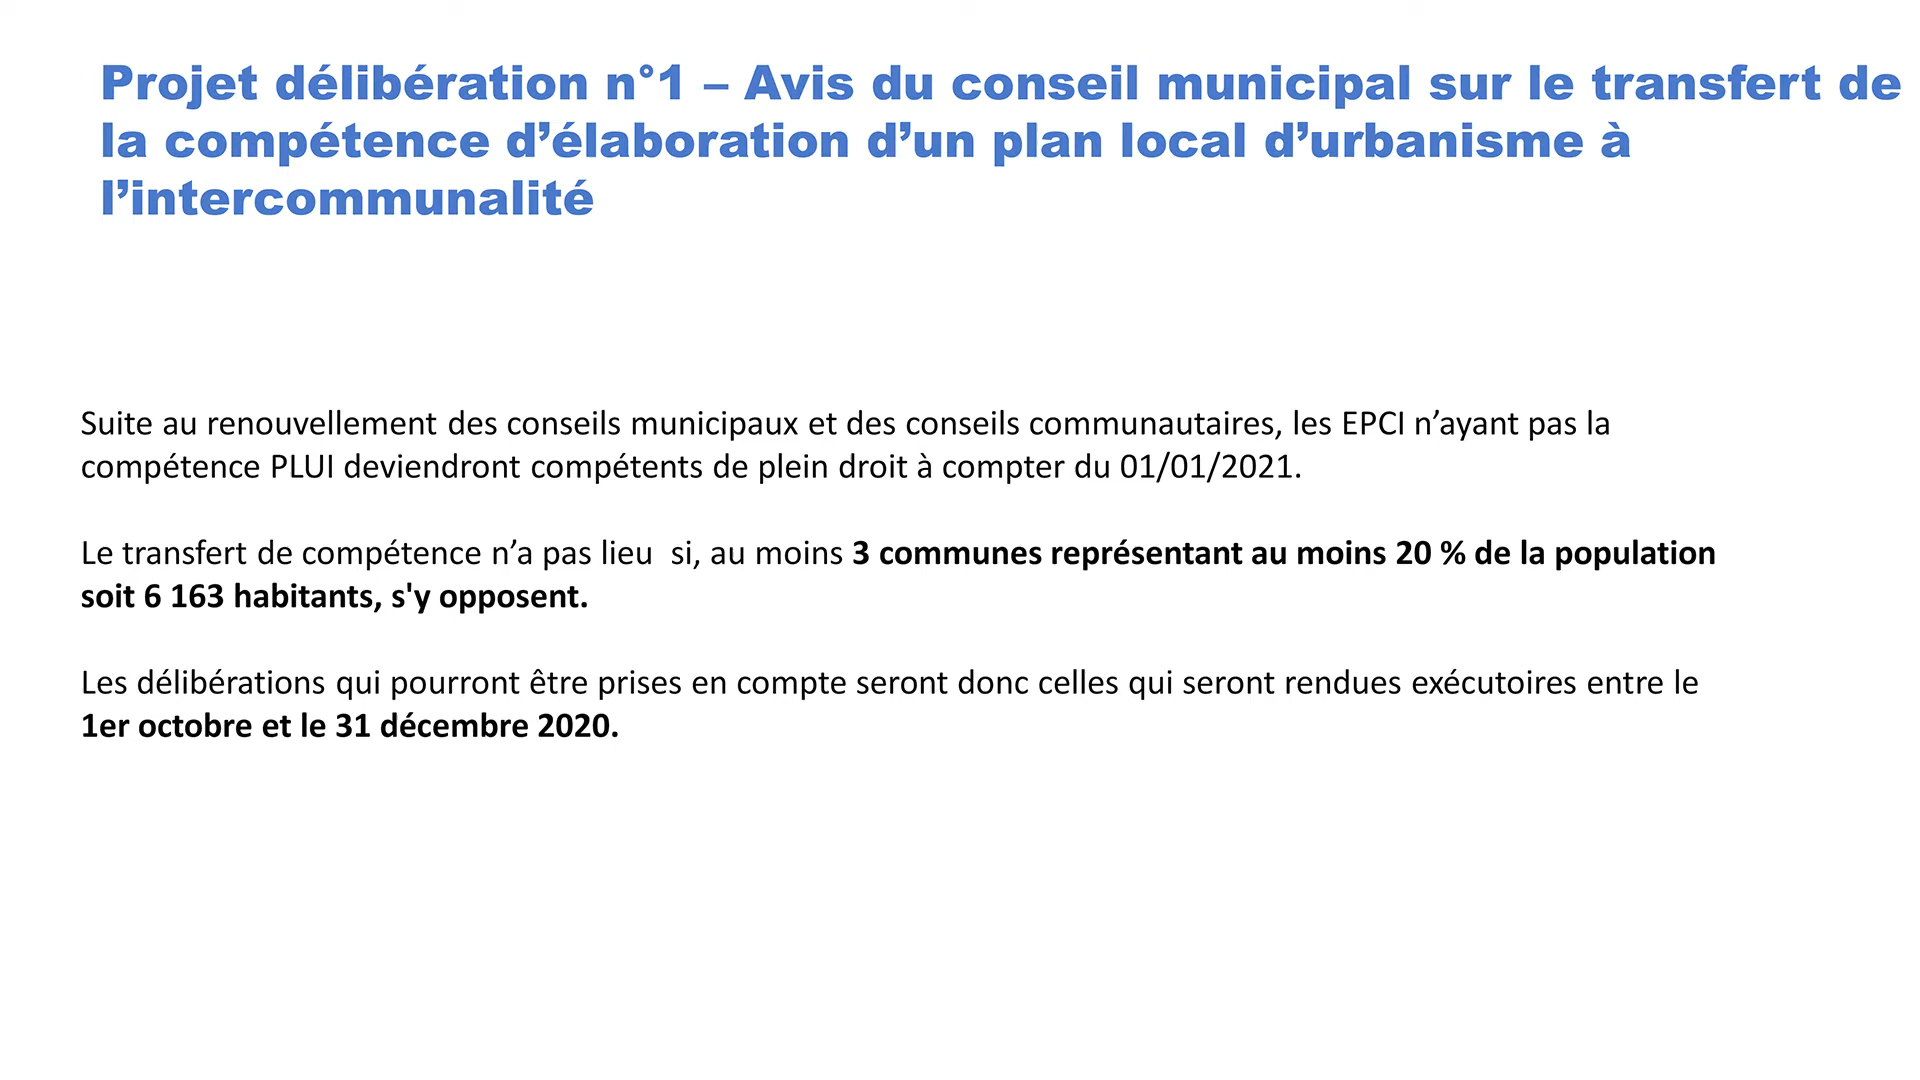 Projet délibération n°1 – Avis du conseil municipal sur le transfert de
la compétence d’élaboration d’un plan local d’urbanisme à
l’intercommunalité
Suite au renouvellement des conseils municipaux et des conseils communautaires, les EPCI n’ayant pas la
compétence PLUI deviendront compétents de plein droit à compter du 01/01/2021.
Le transfert de compétence n’a pas lieu  si, au moins 3 communes représentant au moins 20 % de la population
soit 6 163 habitants, s'y opposent.
Les délibérations qui pourront être prises en compte seront donc celles qui seront rendues exécutoires entre le
1er octobre et le 31 décembre 2020.